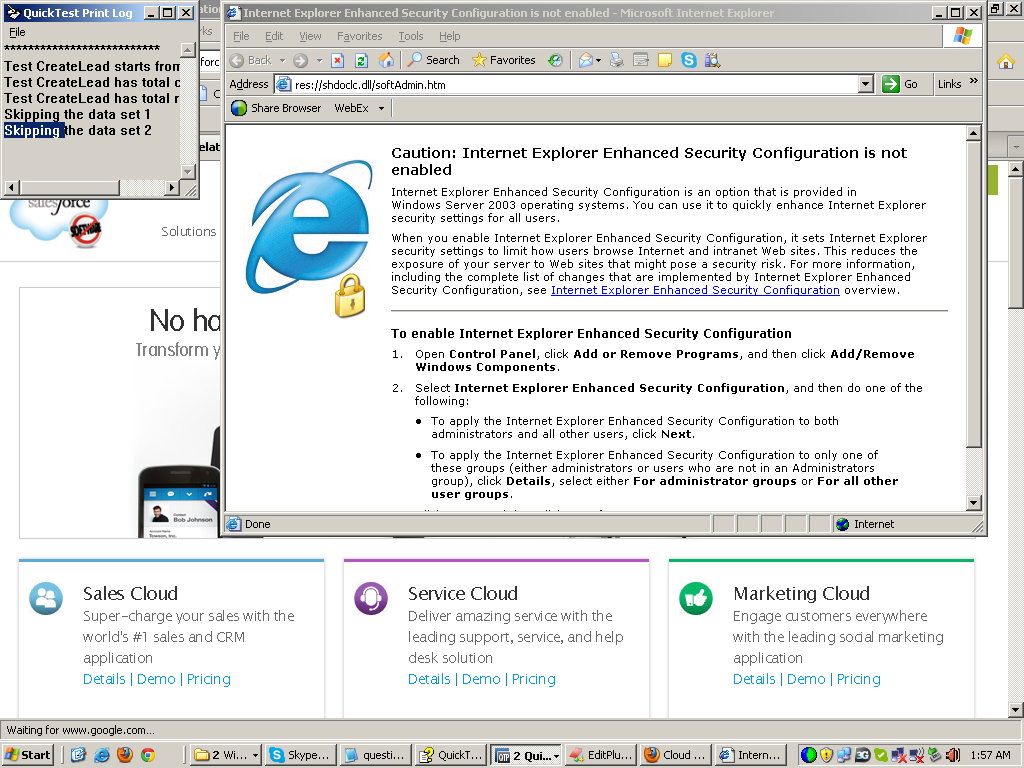 QuickTest Print Log
File
**************************
Test CreateLead starts from
Test CreateLead has total c
Test CreateLead has total r
Skipping the data set 1
Skipping the data set 2
Internet Explorer Enhanced Security Configuration is not enabled - Microsoft Internet Explorer
File Edit View Favorites Tools Help
Back Search Favorites
Address res://shdoclc.dll/softAdmin.htm Go Links »
Share Browser WebEx
Caution: Internet Explorer Enhanced Security Configuration is not
enabled
Internet Explorer Enhanced Security Configuration is an option that is provided in
Windows Server 2003 operating systems. You can use it to quickly enhance Internet Explorer
security settings for all users.
When you enable Internet Explorer Enhanced Security Configuration, it sets Internet Explorer
security settings to limit how users browse Internet and intranet Web sites. This reduces the
exposure of your server to Web sites that might pose a security risk. For more information,
including the complete list of changes that are implemented by Internet Explorer Enhanced
Security Configuration, see Internet Explorer Enhanced Security Configuration overview.
To enable Internet Explorer Enhanced Security Configuration
1. Open Control Panel, click Add or Remove Programs, and then click Add/Remove
Windows Components.
2. Select Internet Explorer Enhanced Security Configuration, and then do one of the
following:
• To apply the Internet Explorer Enhanced Security Configuration to both
administrators and all other users, click Next.
• To apply the Internet Explorer Enhanced Security Configuration to only one of
these groups (either administrators or users who are not in an Administrators
group), click Details, select either For administrator groups or For all other
user groups.
Done Internet
salesforce
SOFTWARE
Solutions
No ha
Transform y
Contact
Bob Johnson
Account Name
Towson, Inc.
Sales Cloud
Super-charge your sales with the
world's #1 sales and CRM
application
Details | Demo | Pricing
Service Cloud
Deliver amazing service with the
leading support, service, and help
desk solution
Details | Demo | Pricing
Marketing Cloud
Engage customers everywhere
with the leading social marketing
application
Details | Demo | Pricing
Waiting for www.google.com...
Start 2 Wi... Skype... questi... QuickT... 2 Qui... EditPlu... Cloud ... Intern... 1:57 AM